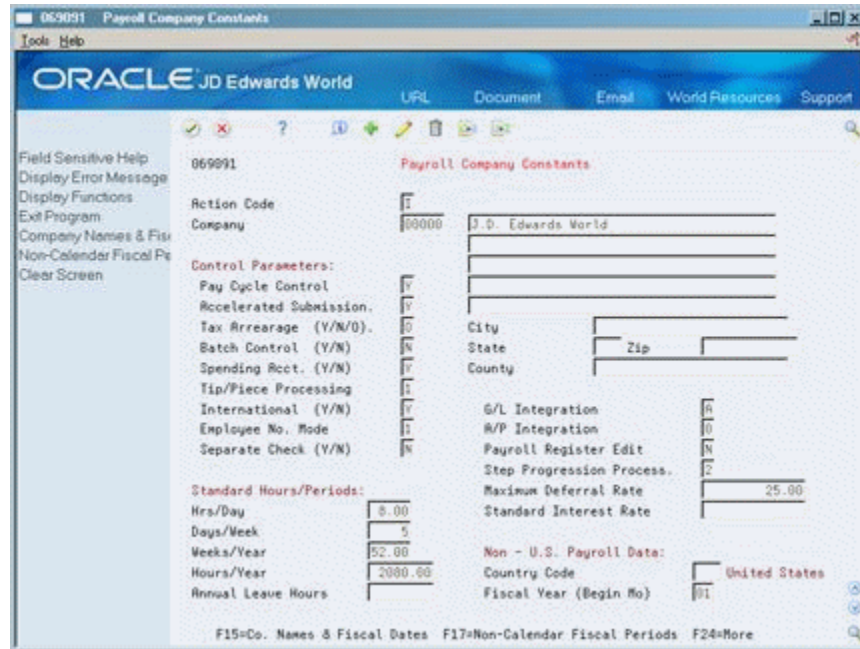 069091 Payroll Company Constants
Tools Help
ORACLE JD Edwards World
URL Document Email World Resources Support
Field Sensitive Help
Display Error Message
Display Functions
Exit Program
Company Names & Fisc
Non-Calendar Fiscal Pe
Clear Screen
069091 Payroll Company Constants
Action Code I
Company 00000 J.D. Edwards World
Control Parameters:
Pay Cycle Control Y
Accelerated Submission. Y
Tax Arrearage (Y/N/O). O
City
Batch Control (Y/N) N
State Zip
Spending Acct. (Y/N) Y
County
Tip/Piece Processing 1
International (Y/N) Y
G/L Integration A
Employee No. Mode 1
A/P Integration 0
Separate Check (Y/N) N
Payroll Register Edit N
Step Progression Process. 2
Standard Hours/Periods:
Maximum Deferral Rate 25.00
Hrs/Day 8.00
Standard Interest Rate
Days/Week 5
Weeks/Year 52.00
Non - U.S. Payroll Data:
Hours/Year 2080.00
Country Code United States
Annual Leave Hours
Fiscal Year (Begin Mo) 01
F15=Co. Names & Fiscal Dates F17=Non-Calendar Fiscal Periods F24=More